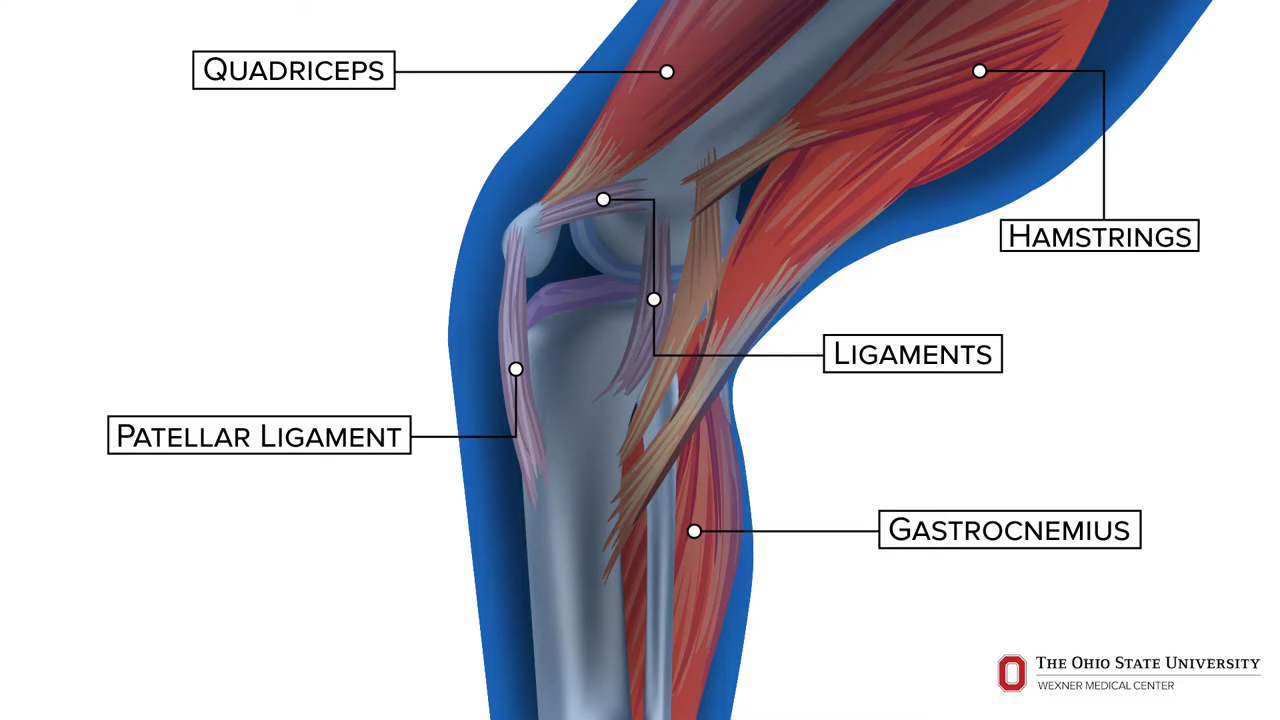 QUADRICEPS
HAMSTRINGS
LIGAMENTS
PATELLAR LIGAMENT
GASTROCNEMIUS
THE OHIO STATE UNIVERSITY
WEXNER MEDICAL CENTER